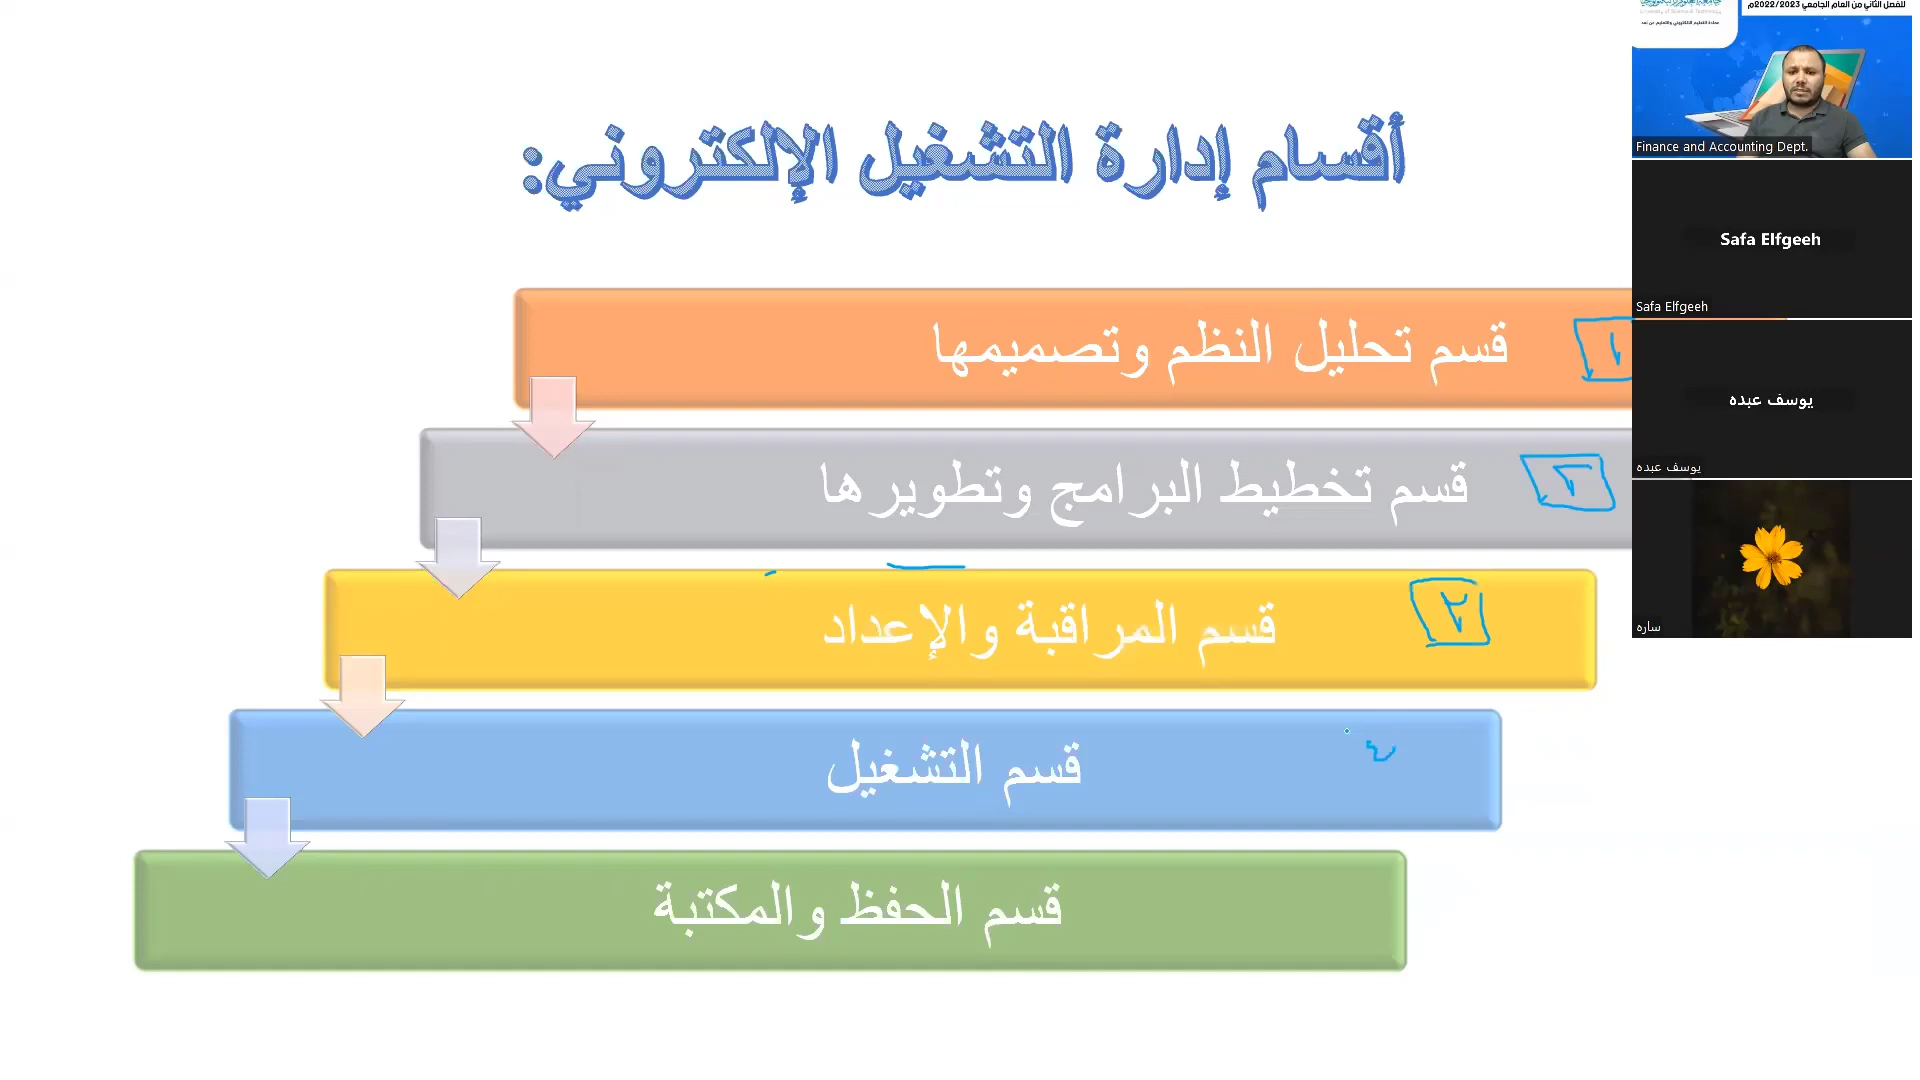 للفصل الثاني من العام الجامعي 2022/2023م
Finance and Accounting Dept.
أقسام إدارة التشغيل الإلكتروني:
Safa Elfgeeh
Safa Elfgeeh
قسم تحليل النظم وتصميمها
١
يوسف عبده
يوسف عبده
قسم تخطيط البرامج وتطويرها
٢
قسم المراقبة والإعداد
ساره
قسم التشغيل
٤
قسم الحفظ والمكتبة